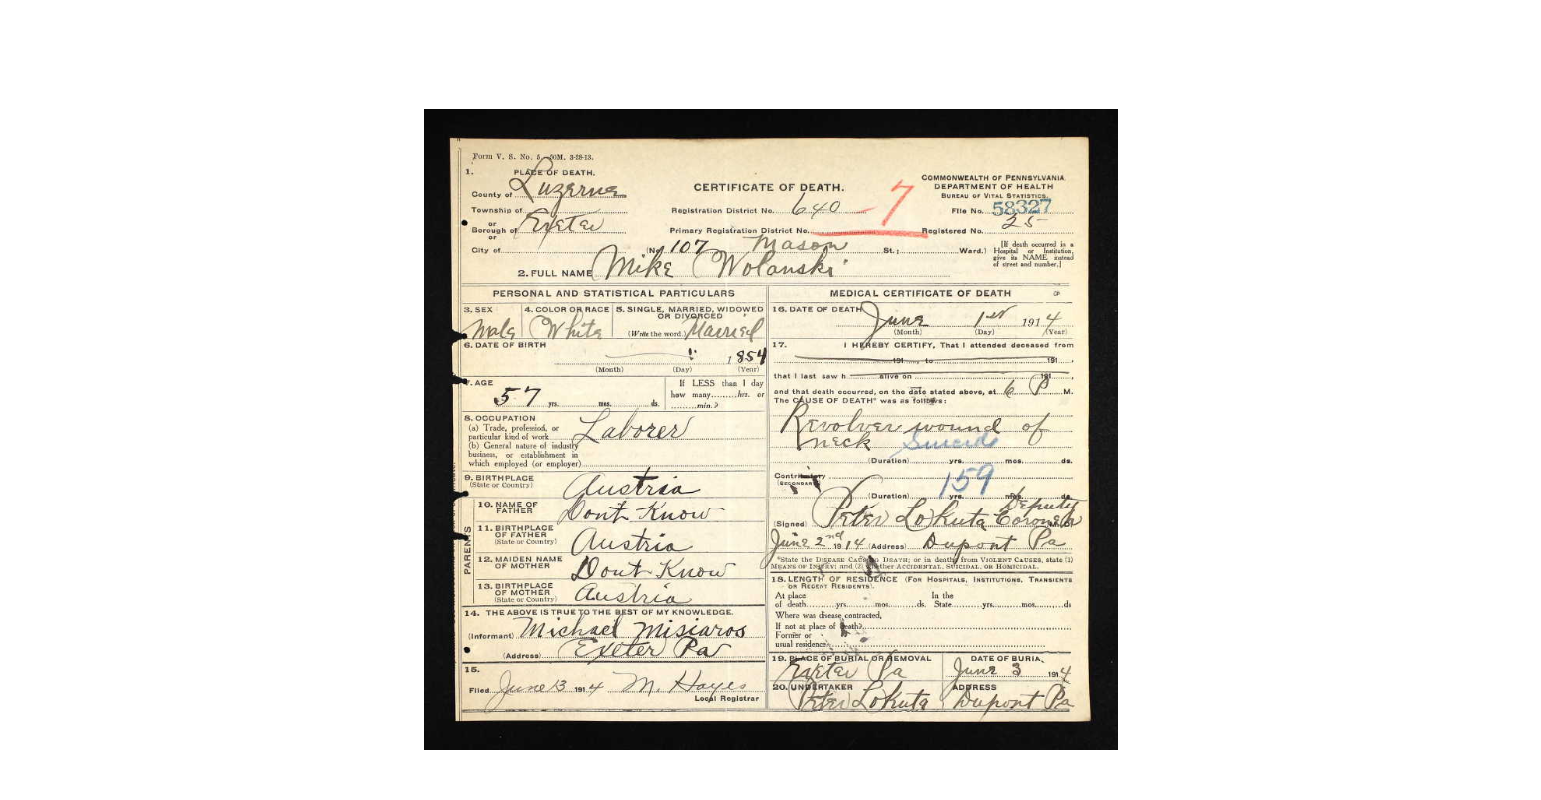 Form V. S. No. 5—50M. 3-28-13.
1. PLACE OF DEATH.
County of Luzerne
Township of
or
Borough of Exeter
or
City of
CERTIFICATE OF DEATH.
Registration District No. 640
Primary Registration District No.
7
COMMONWEALTH OF PENNSYLVANIA
DEPARTMENT OF HEALTH
BUREAU OF VITAL STATISTICS.
File No. 58327
Registered No. 25
(No. 107 Mason St.; Ward.)
[If death occurred in a Hospital or Institution, give its NAME instead of street and number.]
2. FULL NAME Mike Wolanski
PERSONAL AND STATISTICAL PARTICULARS
3. SEX Male
4. COLOR OR RACE White
5. SINGLE, MARRIED, WIDOWED OR DIVORCED
(Write the word.) Married
6. DATE OF BIRTH
1854
(Month) (Day) (Year)
7. AGE
57 yrs. mos. ds.
If LESS than 1 day
how many hrs. or
min.?
8. OCCUPATION
(a) Trade, profession, or
particular kind of work
Laborer
(b) General nature of industry
business, or establishment in
which employed (or employer)
9. BIRTHPLACE
(State or Country) Austria
PARENTS
10. NAME OF FATHER Dont Know
11. BIRTHPLACE OF FATHER
(State or Country) Austria
12. MAIDEN NAME OF MOTHER Dont Know
13. BIRTHPLACE OF MOTHER
(State or Country) Austria
14. THE ABOVE IS TRUE TO THE BEST OF MY KNOWLEDGE.
(Informant) Michael Misiaros
(Address) Exeter Pa
15.
Filed June 3 1914 M. Hayes
Local Registrar
MEDICAL CERTIFICATE OF DEATH
16. DATE OF DEATH June 1st 1914
(Month) (Day) (Year)
17. I HEREBY CERTIFY, That I attended deceased from
191 , to 191 ,
that I last saw h alive on 191 ,
and that death occurred, on the date stated above, at 6 P M.
The CAUSE OF DEATH* was as follows:
Revolver wound of
neck Suicide
(Duration) yrs. mos. ds.
Contributory
(SECONDARY)
159
(Duration) yrs. mos. ds.
(Signed) Peter Lokuta Deputy Coroner
June 2nd 1914 (Address) Dupont Pa
*State the DISEASE CAUSING DEATH; or in deaths from VIOLENT CAUSES, state (1)
MEANS OF INJURY; and (2) whether ACCIDENTAL, SUICIDAL, OR HOMICIDAL.
18. LENGTH OF RESIDENCE (FOR HOSPITALS, INSTITUTIONS, TRANSIENTS
OR RECENT RESIDENTS).
At place In the
of death yrs. mos. ds. State yrs. mos. ds
Where was disease contracted,
If not at place of death?
Former or
usual residence
19. PLACE OF BURIAL OR REMOVAL
Exeter Pa
DATE OF BURIAL
June 3 1914
20. UNDERTAKER
Peter Lokuta
ADDRESS
Dupont Pa